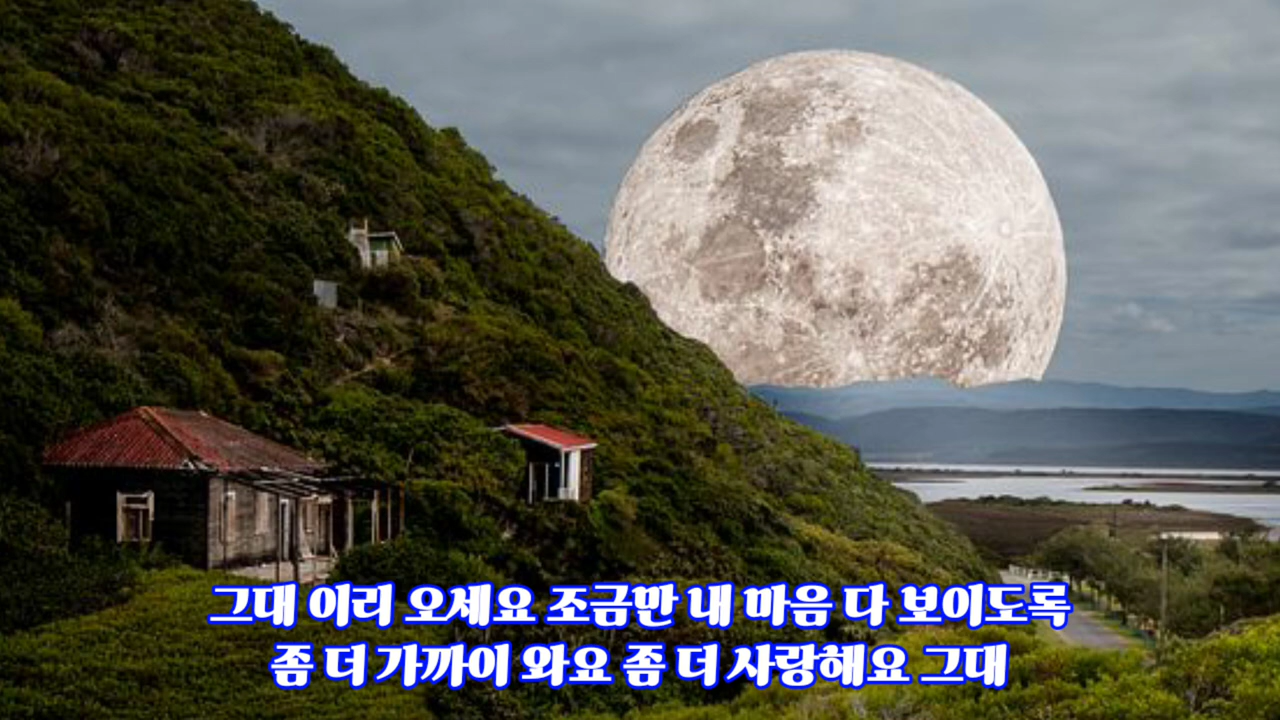 그대 이리 오세요 조금만 내 마음 다 보이도록
좀 더 가까이 와요 좀 더 사랑해요 그대